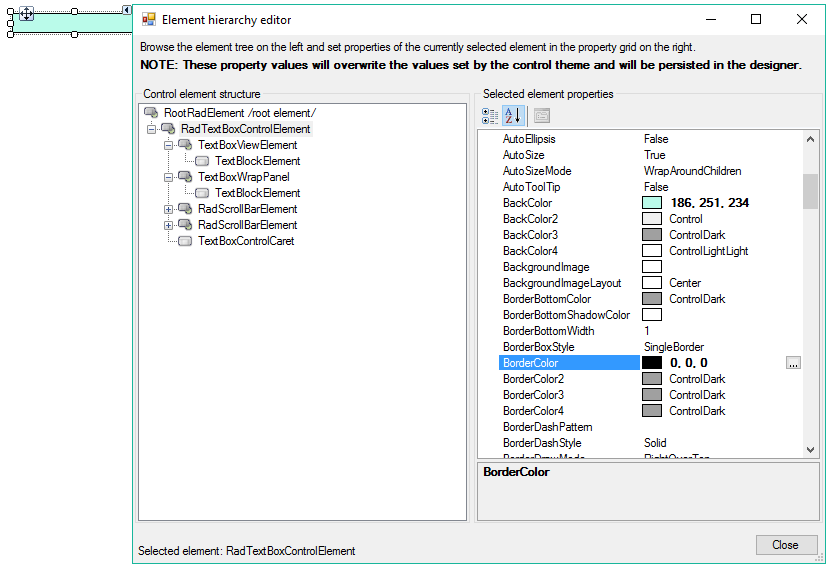 Element hierarchy editor
Browse the element tree on the left and set properties of the currently selected element in the property grid on the right.
NOTE: These property values will overwrite the values set by the control theme and will be persisted in the designer.
Control element structure
RootRadElement /root element/
RadTextBoxControlElement
TextBoxViewElement
TextBlockElement
TextBoxWrapPanel
TextBlockElement
RadScrollBarElement
RadScrollBarElement
TextBoxControlCaret
Selected element properties
AutoEllipsis False
AutoSize True
AutoSizeMode WrapAroundChildren
AutoToolTip False
BackColor 186, 251, 234
BackColor2 Control
BackColor3 ControlDark
BackColor4 ControlLightLight
BackgroundImage
BackgroundImageLayout Center
BorderBottomColor ControlDark
BorderBottomShadowColor
BorderBottomWidth 1
BorderBoxStyle SingleBorder
BorderColor 0, 0, 0 ...
BorderColor2 ControlDark
BorderColor3 ControlDark
BorderColor4 ControlDark
BorderDashPattern
BorderDashStyle Solid
BorderDrawMode RightOverTop
BorderColor
Selected element: RadTextBoxControlElement
Close